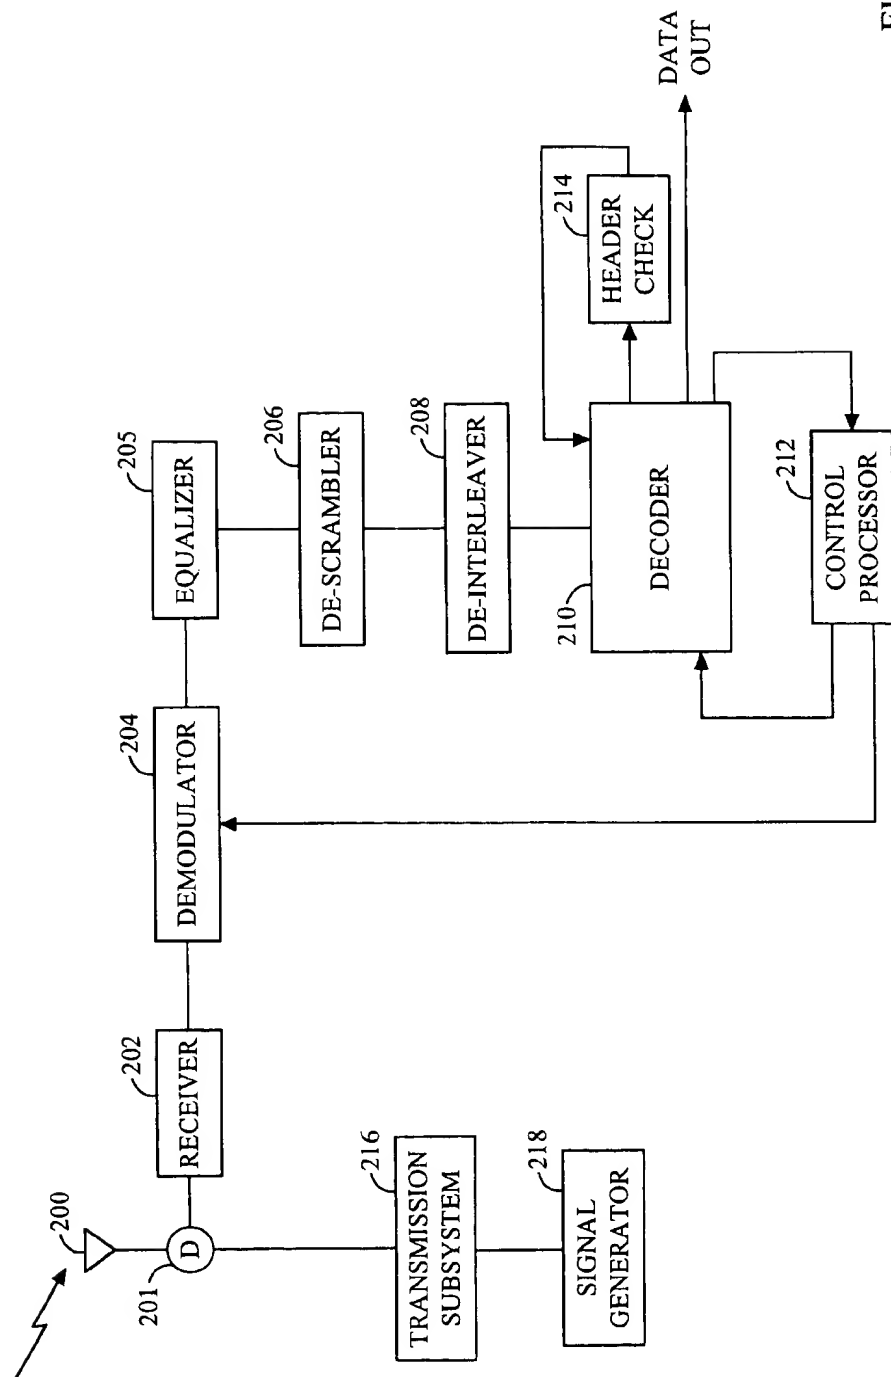 200
201
D
202
RECEIVER
204
DEMODULATOR
205
EQUALIZER
206
DE-SCRAMBLER
208
DE-INTERLEAVER
216
TRANSMISSION
SUBSYSTEM
218
SIGNAL
GENERATOR
210
DECODER
214
HEADER
CHECK
DATA
OUT
212
CONTROL
PROCESSOR